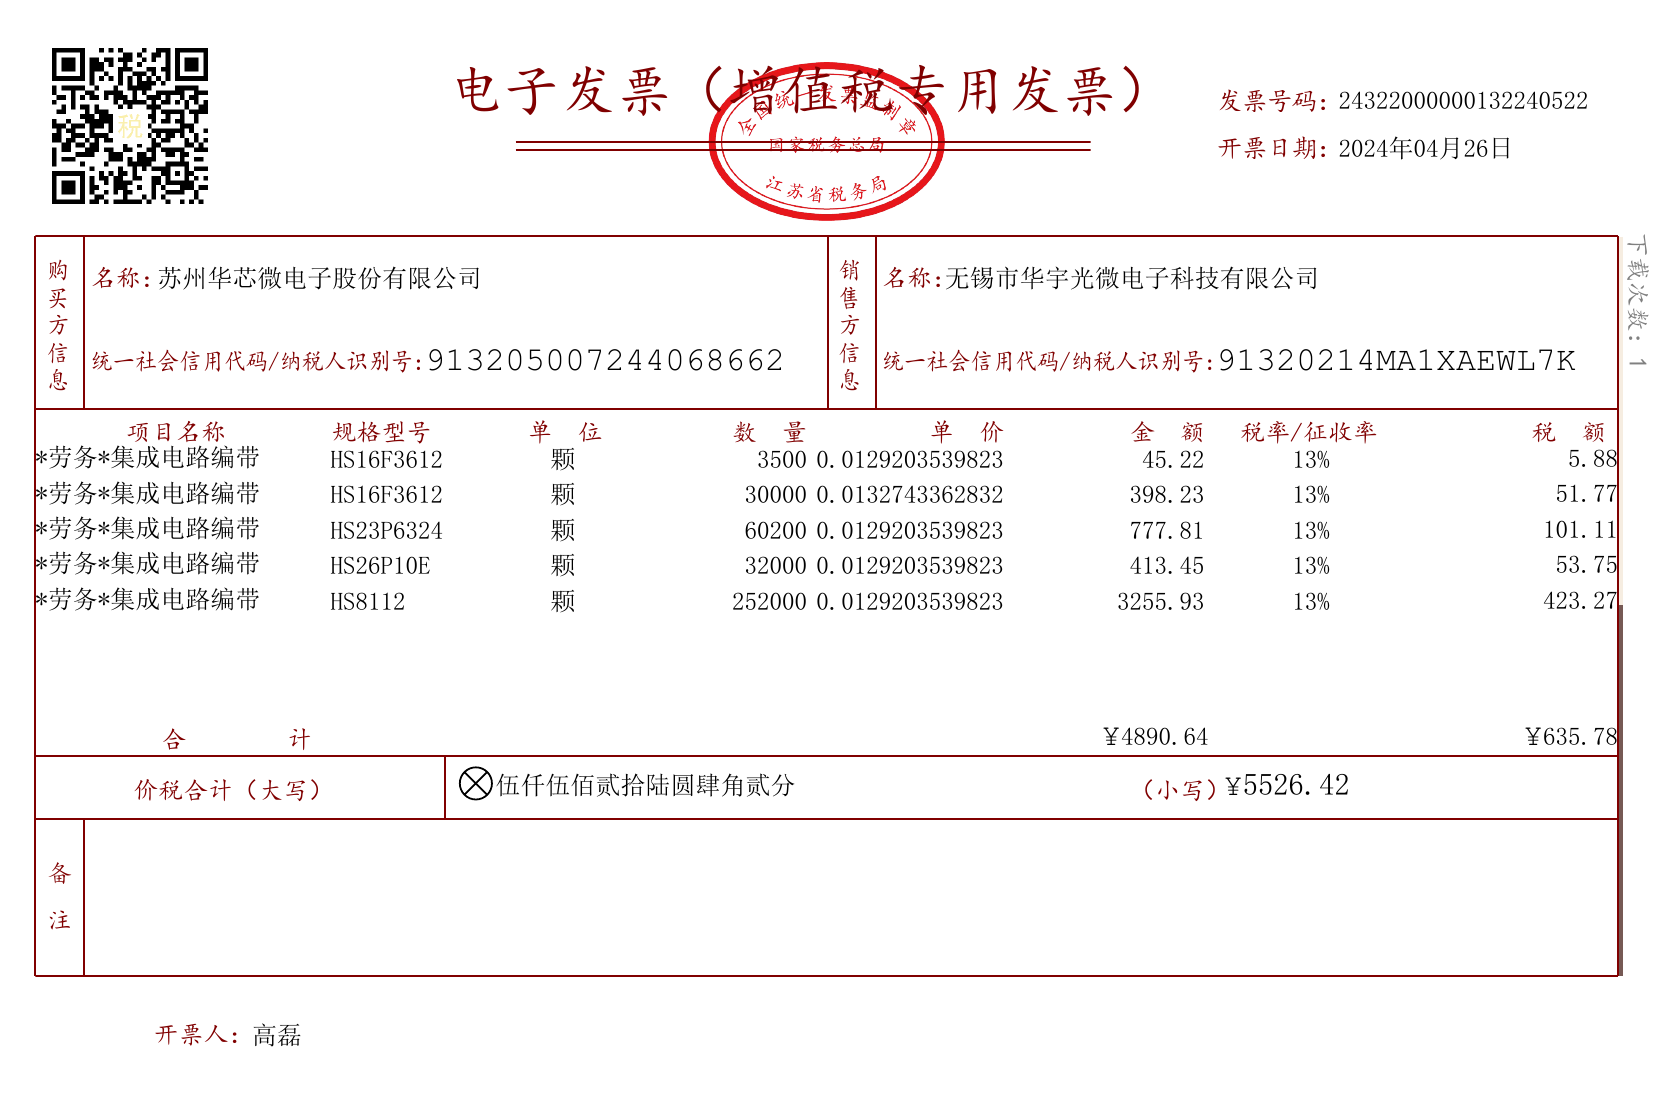 电子发票（增值税专用发票）
全国统一发票监制章
国家税务总局
江苏省税务局
税
发票号码：24322000000132240522
开票日期：2024年04月26日
下载次数：1
购买方信息
名称：苏州华芯微电子股份有限公司
统一社会信用代码/纳税人识别号：913205007244068662
销售方信息
名称：无锡市华宇光微电子科技有限公司
统一社会信用代码/纳税人识别号：91320214MA1XAEWL7K
项目名称 规格型号 单位 数量 单价 金额 税率/征收率 税额
*劳务*集成电路编带 HS16F3612 颗 3500 0.0129203539823 45.22 13% 5.88
*劳务*集成电路编带 HS16F3612 颗 30000 0.0132743362832 398.23 13% 51.77
*劳务*集成电路编带 HS23P6324 颗 60200 0.0129203539823 777.81 13% 101.11
*劳务*集成电路编带 HS26P10E 颗 32000 0.0129203539823 413.45 13% 53.75
*劳务*集成电路编带 HS8112 颗 252000 0.0129203539823 3255.93 13% 423.27
合计 ¥4890.64 ¥635.78
价税合计（大写） 伍仟伍佰贰拾陆圆肆角贰分 （小写）¥5526.42
备注
开票人：高磊